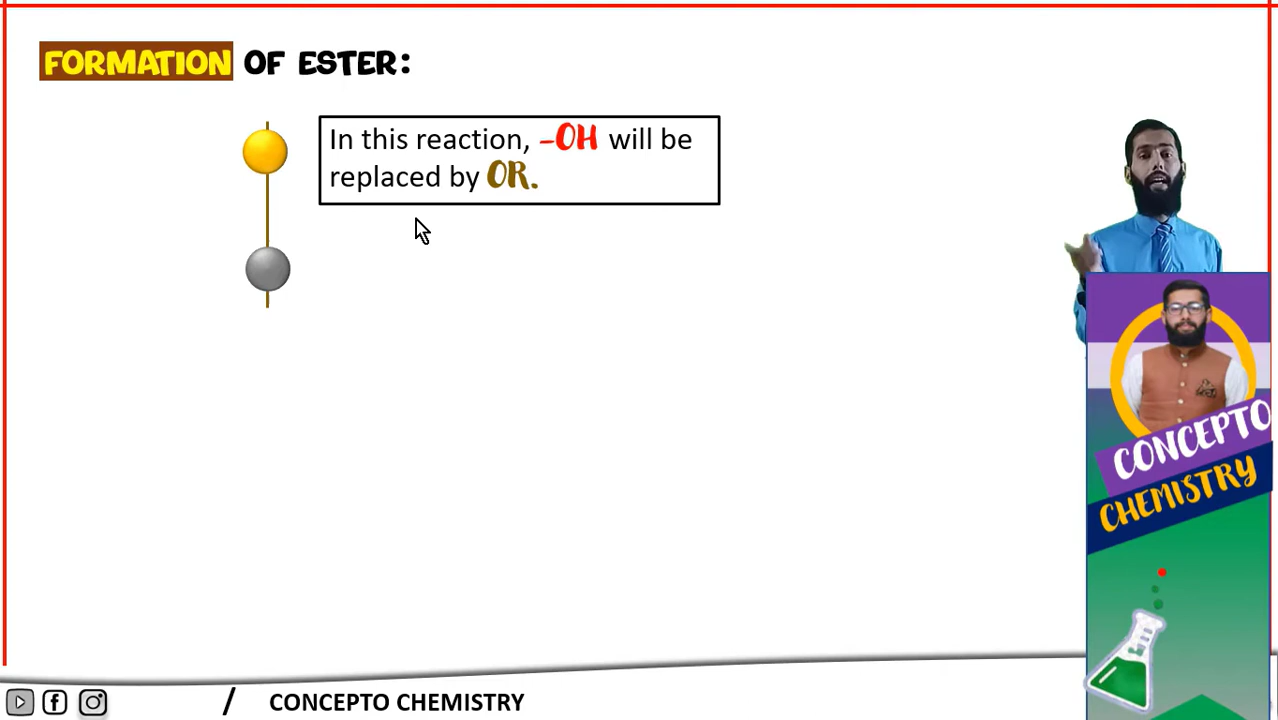 FORMATION OF ESTER:
In this reaction, -OH will be
replaced by OR.
CONCEPTO
CHEMISTRY
/ CONCEPTO CHEMISTRY